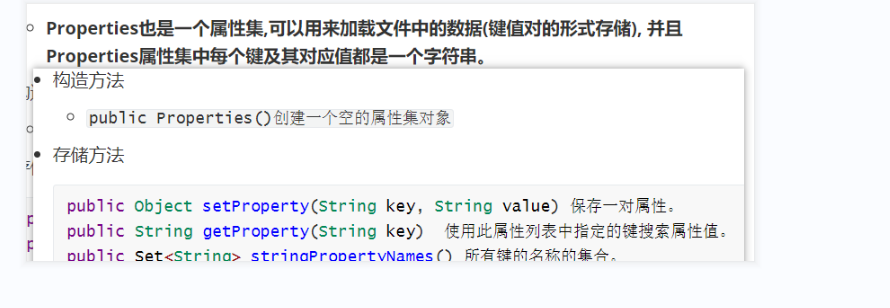 Properties也是一个属性集,可以用来加载文件中的数据(键值对的形式存储), 并且
Properties属性集中每个键及其对应值都是一个字符串。
构造方法
public Properties()创建一个空的属性集对象
存储方法
public Object setProperty(String key, String value) 保存一对属性。
public String getProperty(String key)  使用此属性列表中指定的键搜索属性值。
public Set<String> stringPropertyNames() 所有键的名称的集合。